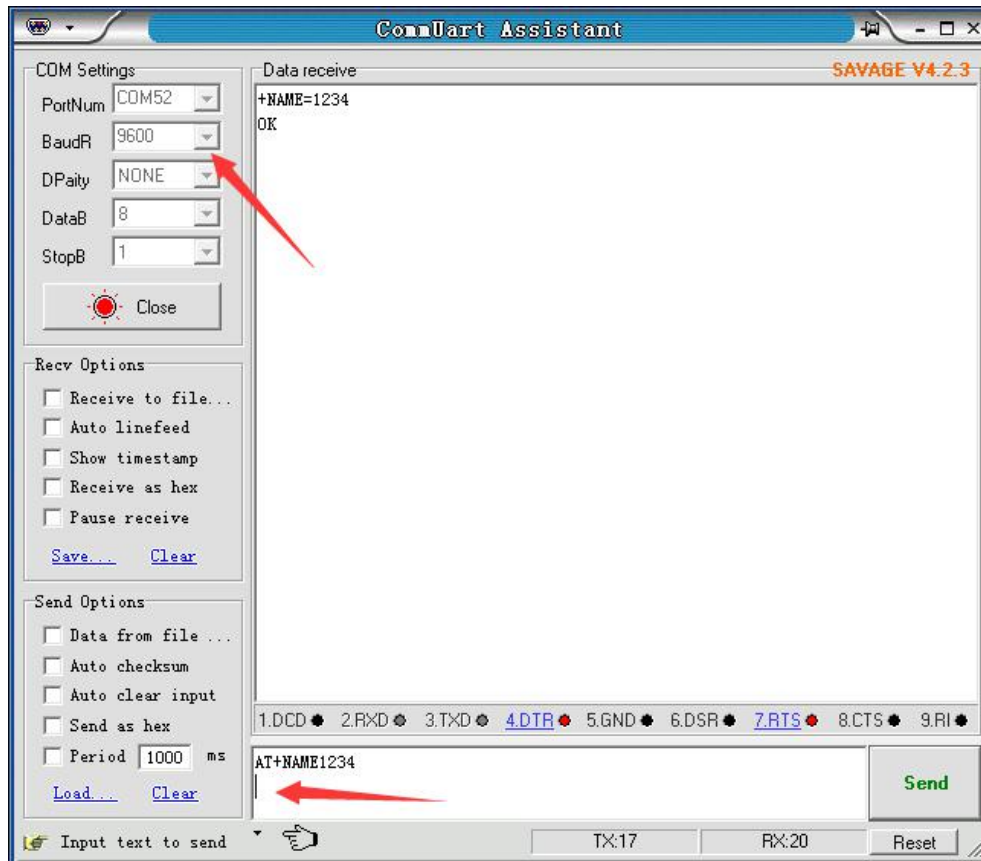 CommUart Assistant
COM Settings
PortNum COM52
BaudR 9600
DPaity NONE
DataB 8
StopB 1
Close
Recv Options
Receive to file...
Auto linefeed
Show timestamp
Receive as hex
Pause receive
Save... Clear
Send Options
Data from file ...
Auto checksum
Auto clear input
Send as hex
Period 1000 ms
Load... Clear
Data receive SAVAGE V4.2.3
+NAME=1234
OK
1.DCD 2.RXD 3.TXD 4.DTR 5.GND 6.DSR 7.RTS 8.CTS 9.RI
AT+NAME1234
Send
Input text to send TX:17 RX:20 Reset